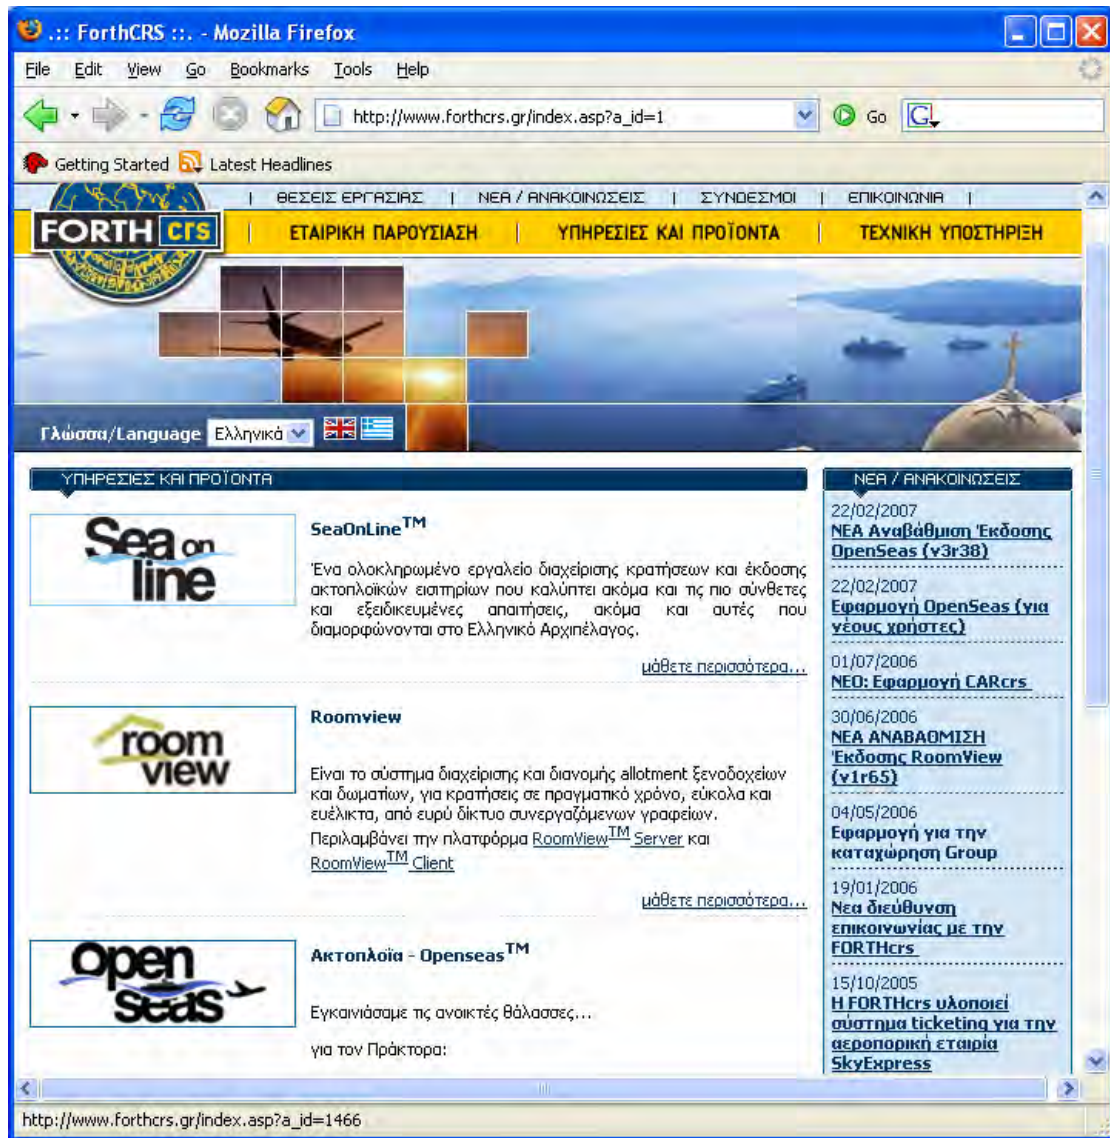 .:: ForthCRS ::. - Mozilla Firefox
File Edit View Go Bookmarks Tools Help
http://www.forthcrs.gr/index.asp?a_id=1 Go G
Getting Started Latest Headlines
| ΘΕΣΕΙΣ ΕΡΓΑΣΙΑΣ | ΝΕΑ / ΑΝΑΚΟΙΝΩΣΕΙΣ | ΣΥΝΔΕΣΜΟΙ | ΕΠΙΚΟΙΝΩΝΙΑ |
FORTH crs | ΕΤΑΙΡΙΚΗ ΠΑΡΟΥΣΙΑΣΗ | ΥΠΗΡΕΣΙΕΣ ΚΑΙ ΠΡΟΪΟΝΤΑ | ΤΕΧΝΙΚΗ ΥΠΟΣΤΗΡΙΞΗ
Γλώσσα/Language Ελληνικά
ΥΠΗΡΕΣΙΕΣ ΚΑΙ ΠΡΟΪΟΝΤΑ
Sea on
line
SeaOnLine™
Ένα ολοκληρωμένο εργαλείο διαχείρισης κρατήσεων και έκδοσης
ακτοπλοϊκών εισιτηρίων που καλύπτει ακόμα και τις πιο σύνθετες
και εξειδικευμένες απαιτήσεις, ακόμα και αυτές που
διαμορφώνονται στο Ελληνικό Αρχιπέλαγος.
μάθετε περισσότερα...
room
view
Roomview
Είναι το σύστημα διαχείρισης και διανομής allotment ξενοδοχείων
και δωματίων, για κρατήσεις σε πραγματικό χρόνο, εύκολα και
ευέλικτα, από ευρύ δίκτυο συνεργαζόμενων γραφείων.
Περιλαμβάνει την πλατφόρμα RoomView™ Server και
RoomView™ Client
μάθετε περισσότερα...
Open
seas
Ακτοπλοϊα - Openseas™
Εγκαινιάσαμε τις ανοικτές θάλασσες...
για τον Πράκτορα:
ΝΕΑ / ΑΝΑΚΟΙΝΩΣΕΙΣ
22/02/2007
ΝΕΑ Αναβάθμιση Έκδοσης
OpenSeas (v3r38)
22/02/2007
Εφαρμογή OpenSeas (για
νέους χρήστες)
01/07/2006
ΝΕΟ: Εφαρμογή CARcrs
30/06/2006
ΝΕΑ ΑΝΑΒΑΘΜΙΣΗ
Έκδοσης RoomView
(v1r65)
04/05/2006
Εφαρμογή για την
καταχώρηση Group
19/01/2006
Νεα διεύθυνση
επικοινωνίας με την
FORTHcrs
15/10/2005
Η FORTHcrs υλοποιεί
σύστημα ticketing για την
αεροπορική εταιρία
SkyExpress
http://www.forthcrs.gr/index.asp?a_id=1466